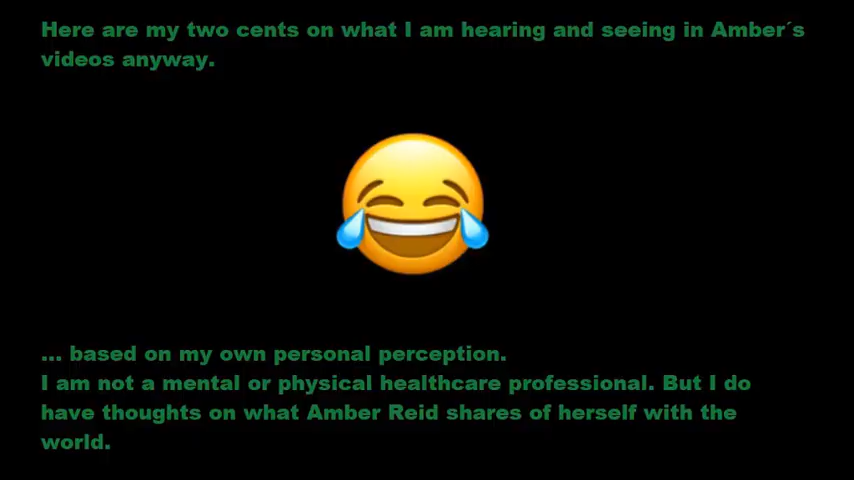 Here are my two cents on what I am hearing and seeing in Amber´s
videos anyway.
... based on my own personal perception.
I am not a mental or physical healthcare professional. But I do
have thoughts on what Amber Reid shares of herself with the
world.